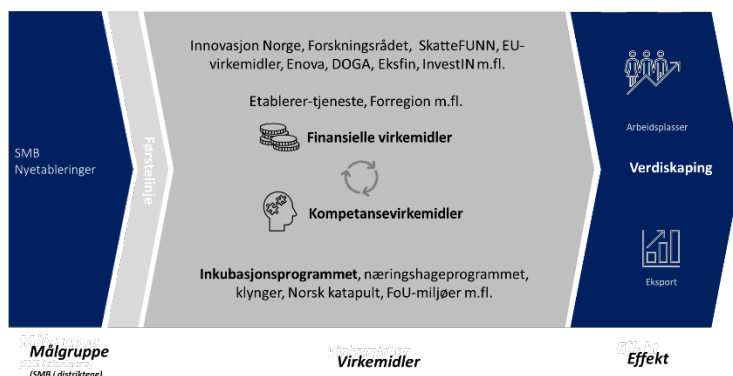 Innovasjon Norge, Forskningsrådet, SkatteFUNN, EU-
virkemidler, Enova, DOGA, Eksfin, InvestIN m.fl.
Etablerer-tjeneste, Forregion m.fl.
Finansielle virkemidler
Kompetansevirkemidler
Inkubasjonsprogrammet, næringshageprogrammet,
klynger, Norsk katapult, FoU-miljøer m.fl.
SMB
Nyetableringer
Førstelinje
Arbeidsplasser
Verdiskaping
Eksport
Målgruppe
(SMB i distriktene)
Virkemidler
Effekt